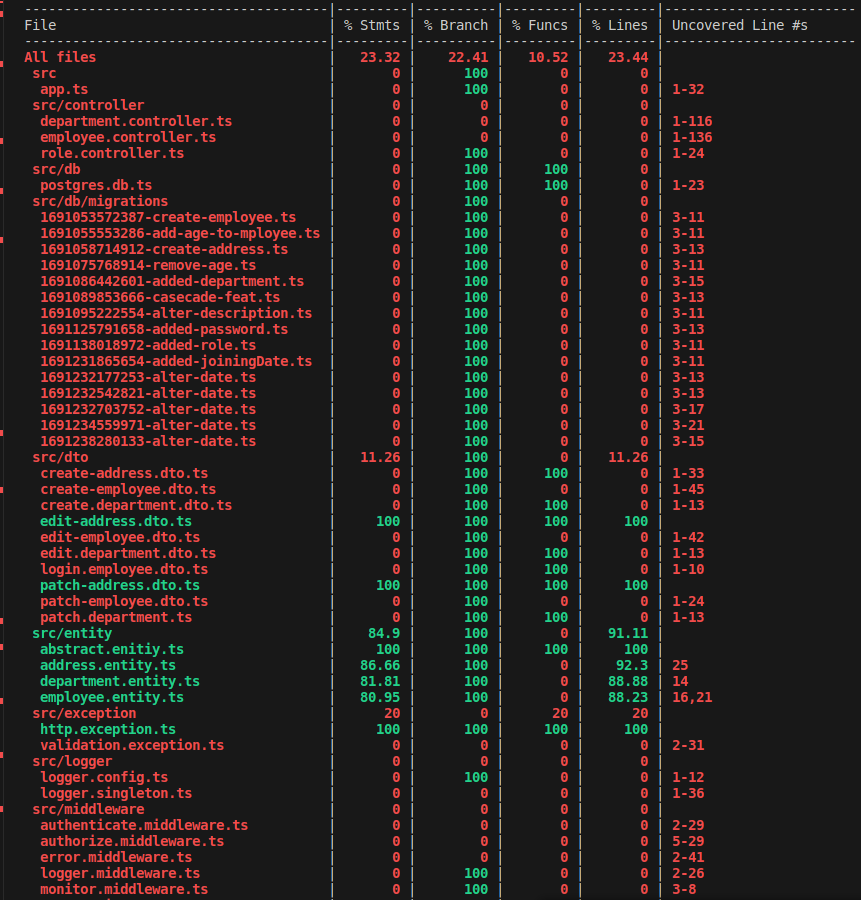 --------------------------------------|---------|----------|---------|---------|------------------------
File | % Stmts | % Branch | % Funcs | % Lines | Uncovered Line #s
--------------------------------------|---------|----------|---------|---------|------------------------
All files | 23.32 | 22.41 | 10.52 | 23.44 |
src | 0 | 100 | 0 | 0 |
app.ts | 0 | 100 | 0 | 0 | 1-32
src/controller | 0 | 0 | 0 | 0 |
department.controller.ts | 0 | 0 | 0 | 0 | 1-116
employee.controller.ts | 0 | 0 | 0 | 0 | 1-136
role.controller.ts | 0 | 100 | 0 | 0 | 1-24
src/db | 0 | 100 | 100 | 0 |
postgres.db.ts | 0 | 100 | 100 | 0 | 1-23
src/db/migrations | 0 | 100 | 0 | 0 |
1691053572387-create-employee.ts | 0 | 100 | 0 | 0 | 3-11
1691055553286-add-age-to-mployee.ts | 0 | 100 | 0 | 0 | 3-11
1691058714912-create-address.ts | 0 | 100 | 0 | 0 | 3-13
1691075768914-remove-age.ts | 0 | 100 | 0 | 0 | 3-11
1691086442601-added-department.ts | 0 | 100 | 0 | 0 | 3-15
1691089853666-casecade-feat.ts | 0 | 100 | 0 | 0 | 3-13
1691095222554-alter-description.ts | 0 | 100 | 0 | 0 | 3-11
1691125791658-added-password.ts | 0 | 100 | 0 | 0 | 3-13
1691138018972-added-role.ts | 0 | 100 | 0 | 0 | 3-11
1691231865654-added-joiningDate.ts | 0 | 100 | 0 | 0 | 3-11
1691232177253-alter-date.ts | 0 | 100 | 0 | 0 | 3-13
1691232542821-alter-date.ts | 0 | 100 | 0 | 0 | 3-13
1691232703752-alter-date.ts | 0 | 100 | 0 | 0 | 3-17
1691234559971-alter-date.ts | 0 | 100 | 0 | 0 | 3-21
1691238280133-alter-date.ts | 0 | 100 | 0 | 0 | 3-15
src/dto | 11.26 | 100 | 0 | 11.26 |
create-address.dto.ts | 0 | 100 | 100 | 0 | 1-33
create-employee.dto.ts | 0 | 100 | 0 | 0 | 1-45
create.department.dto.ts | 0 | 100 | 100 | 0 | 1-13
edit-address.dto.ts | 100 | 100 | 100 | 100 |
edit-employee.dto.ts | 0 | 100 | 0 | 0 | 1-42
edit.department.dto.ts | 0 | 100 | 100 | 0 | 1-13
login.employee.dto.ts | 0 | 100 | 100 | 0 | 1-10
patch-address.dto.ts | 100 | 100 | 100 | 100 |
patch-employee.dto.ts | 0 | 100 | 0 | 0 | 1-24
patch.department.ts | 0 | 100 | 100 | 0 | 1-13
src/entity | 84.9 | 100 | 0 | 91.11 |
abstract.enitiy.ts | 100 | 100 | 100 | 100 |
address.entity.ts | 86.66 | 100 | 0 | 92.3 | 25
department.entity.ts | 81.81 | 100 | 0 | 88.88 | 14
employee.entity.ts | 80.95 | 100 | 0 | 88.23 | 16,21
src/exception | 20 | 0 | 20 | 20 |
http.exception.ts | 100 | 100 | 100 | 100 |
validation.exception.ts | 0 | 0 | 0 | 0 | 2-31
src/logger | 0 | 0 | 0 | 0 |
logger.config.ts | 0 | 100 | 0 | 0 | 1-12
logger.singleton.ts | 0 | 0 | 0 | 0 | 1-36
src/middleware | 0 | 0 | 0 | 0 |
authenticate.middleware.ts | 0 | 0 | 0 | 0 | 2-29
authorize.middleware.ts | 0 | 0 | 0 | 0 | 5-29
error.middleware.ts | 0 | 0 | 0 | 0 | 2-41
logger.middleware.ts | 0 | 100 | 0 | 0 | 2-26
monitor.middleware.ts | 0 | 100 | 0 | 0 | 3-8